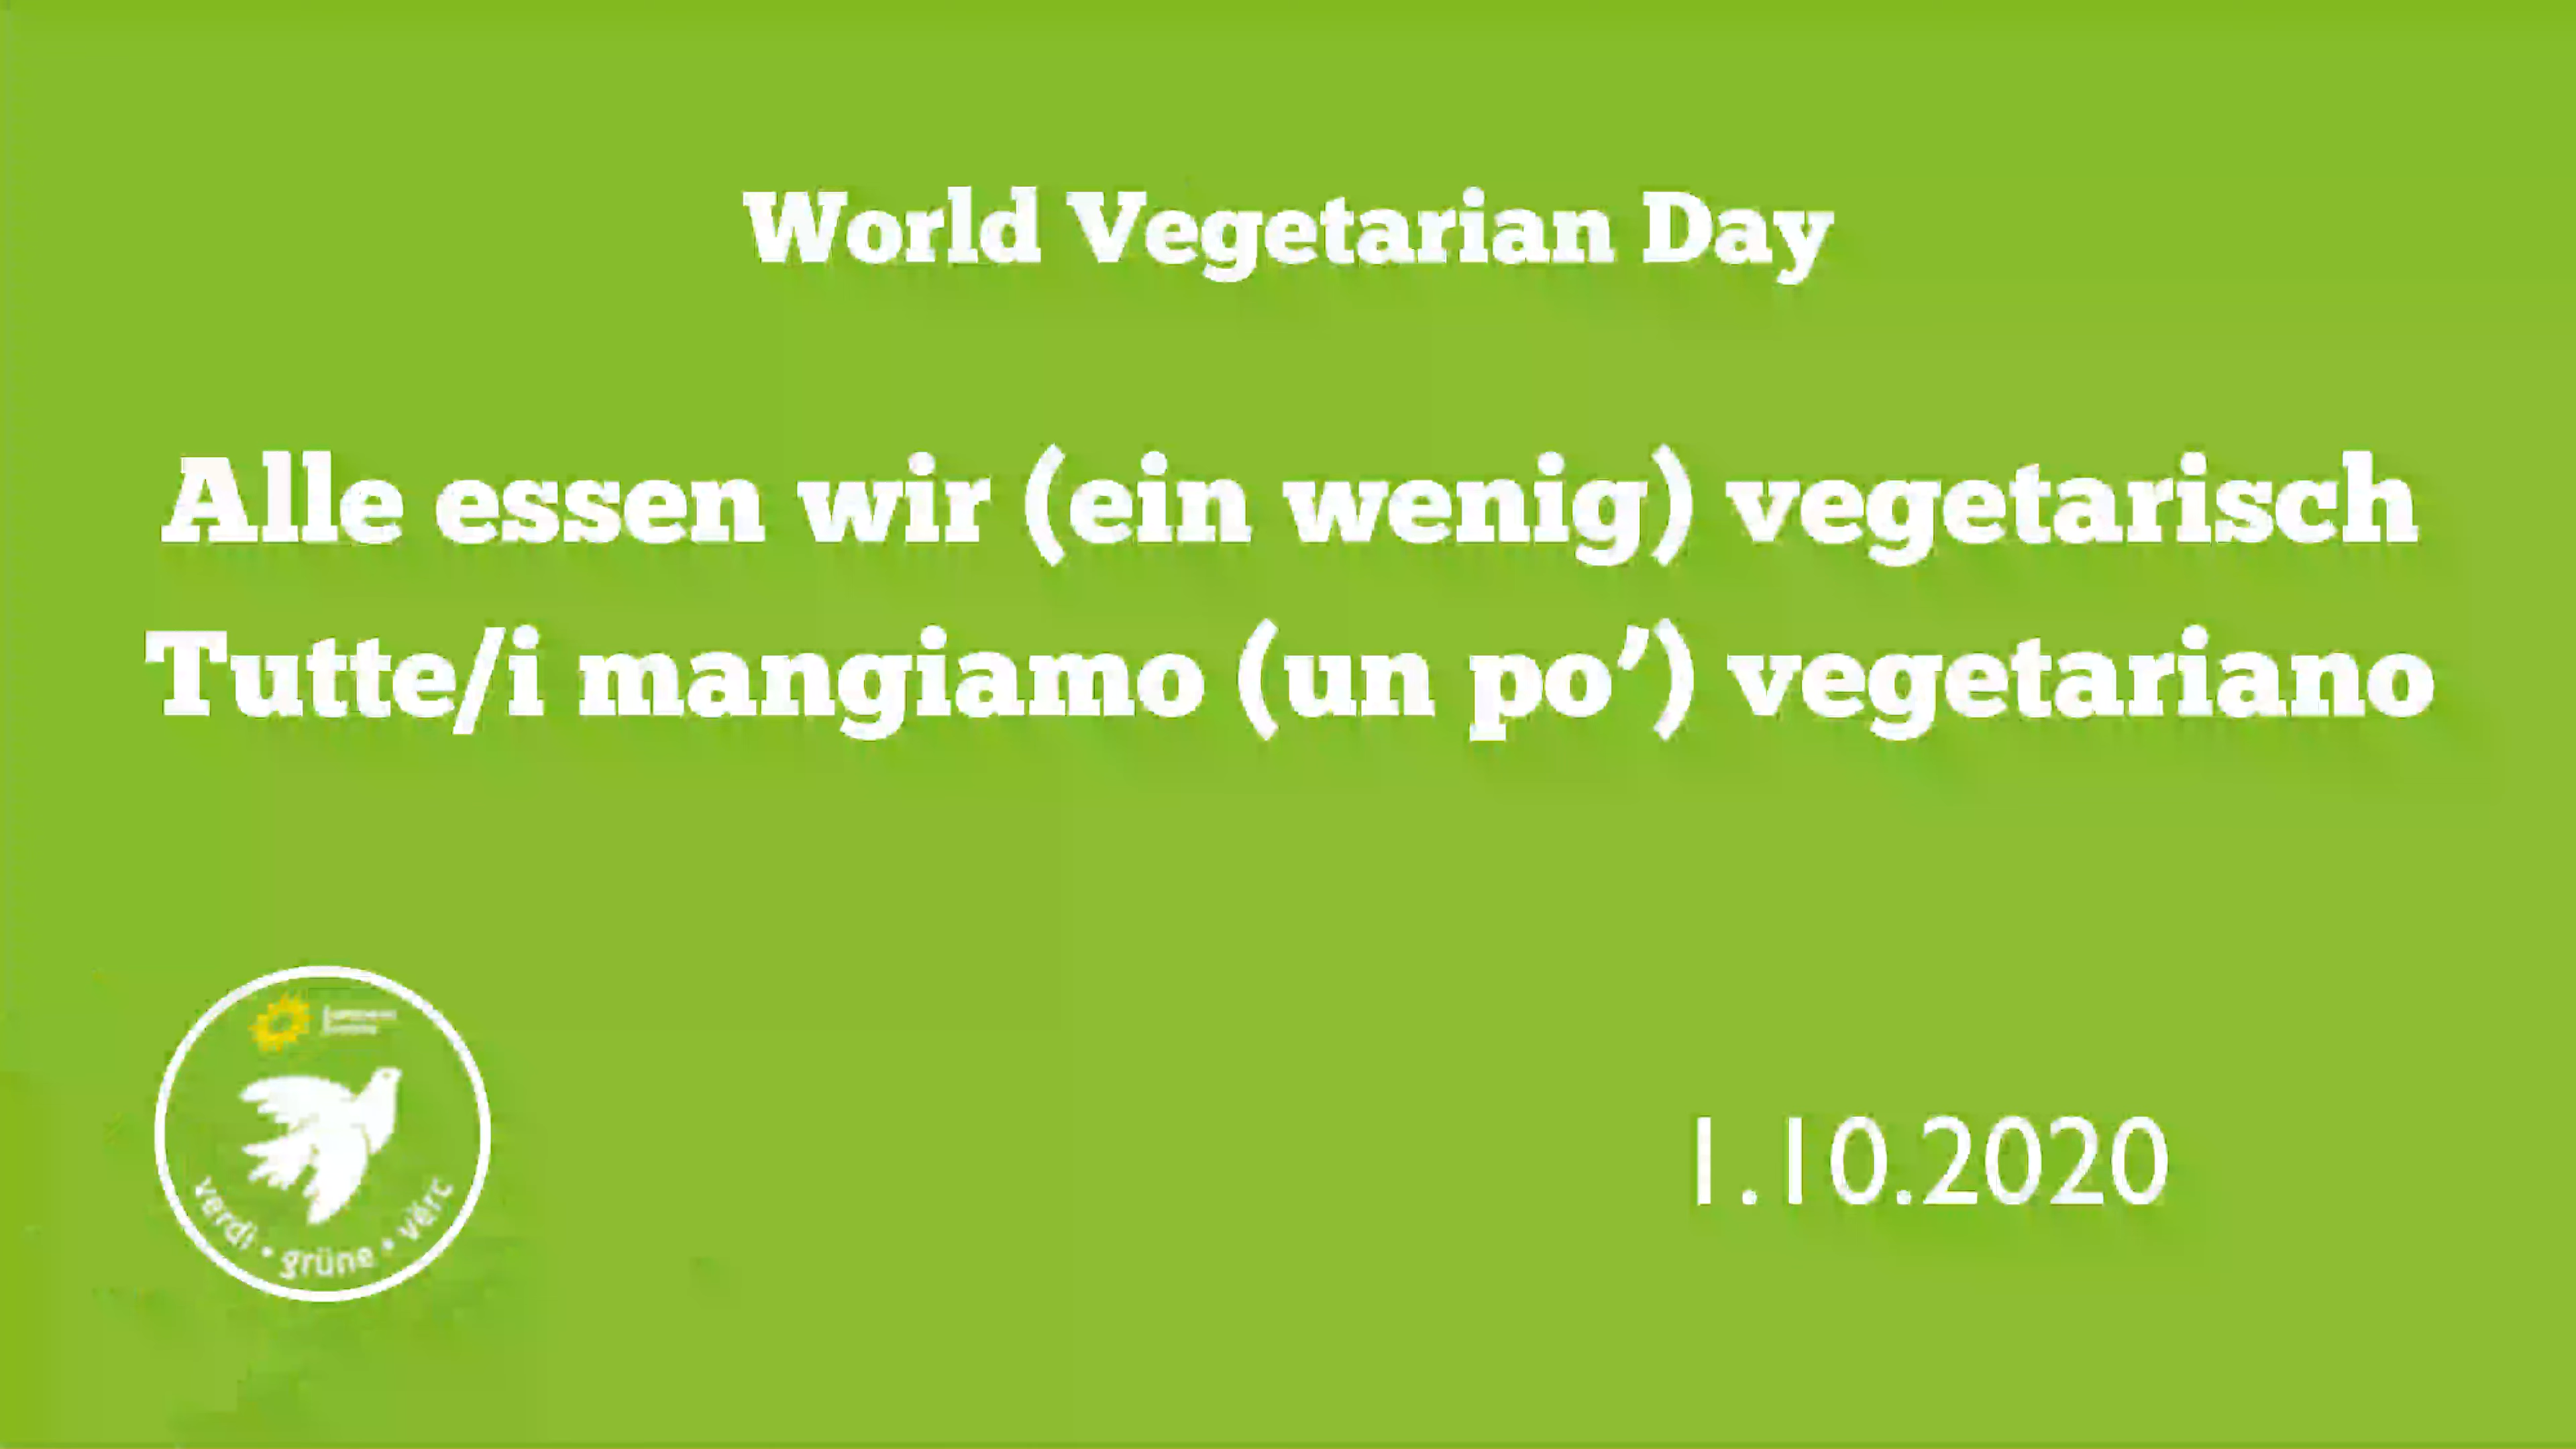 World Vegetarian Day
Alle essen wir (ein wenig) vegetarisch
Tutte/i mangiamo (un po’) vegetariano
verdi • grüne • vërc
1.10.2020